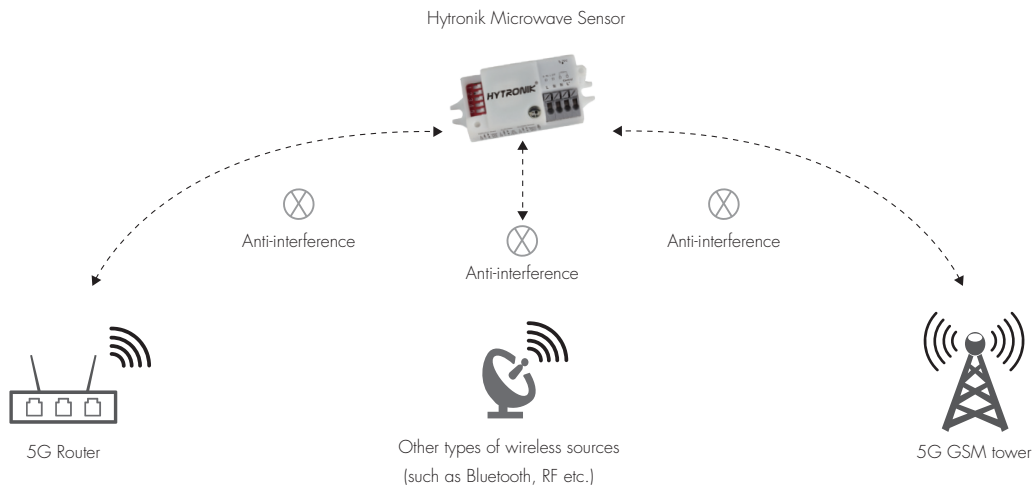 Hytronik Microwave Sensor
HYTRONIK
Anti-interference
Anti-interference
Anti-interference
5G Router
Other types of wireless sources
(such as Bluetooth, RF etc.)
5G GSM tower